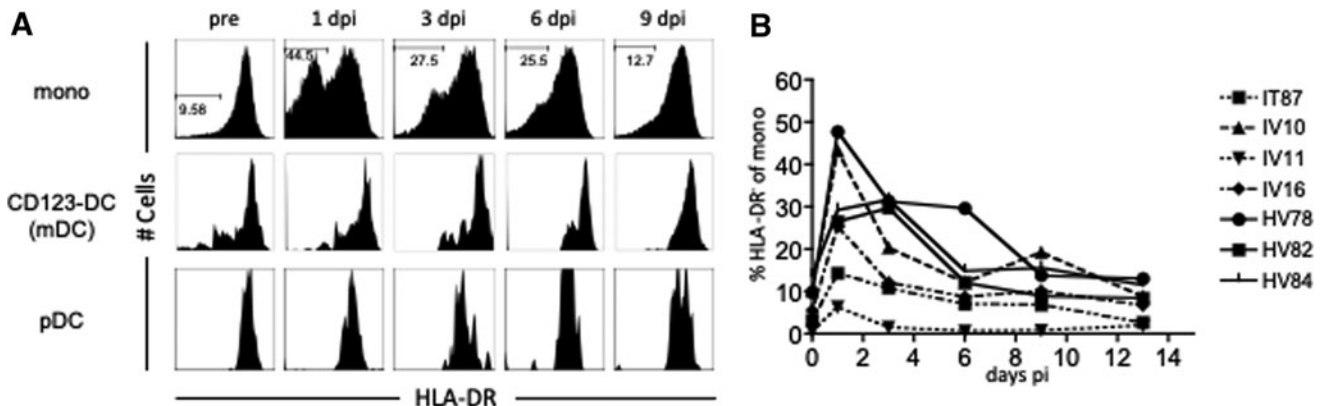 A
pre
1 dpi
3 dpi
6 dpi
9 dpi
mono
9.58
44.5
27.5
25.5
12.7
CD123-DC
(mDC)
# Cells
pDC
HLA-DR
B
% HLA-DR⁻ of mono
60
50
40
30
20
10
0
0 2 4 6 8 10 12 14
days pi
IT87
IV10
IV11
IV16
HV78
HV82
HV84